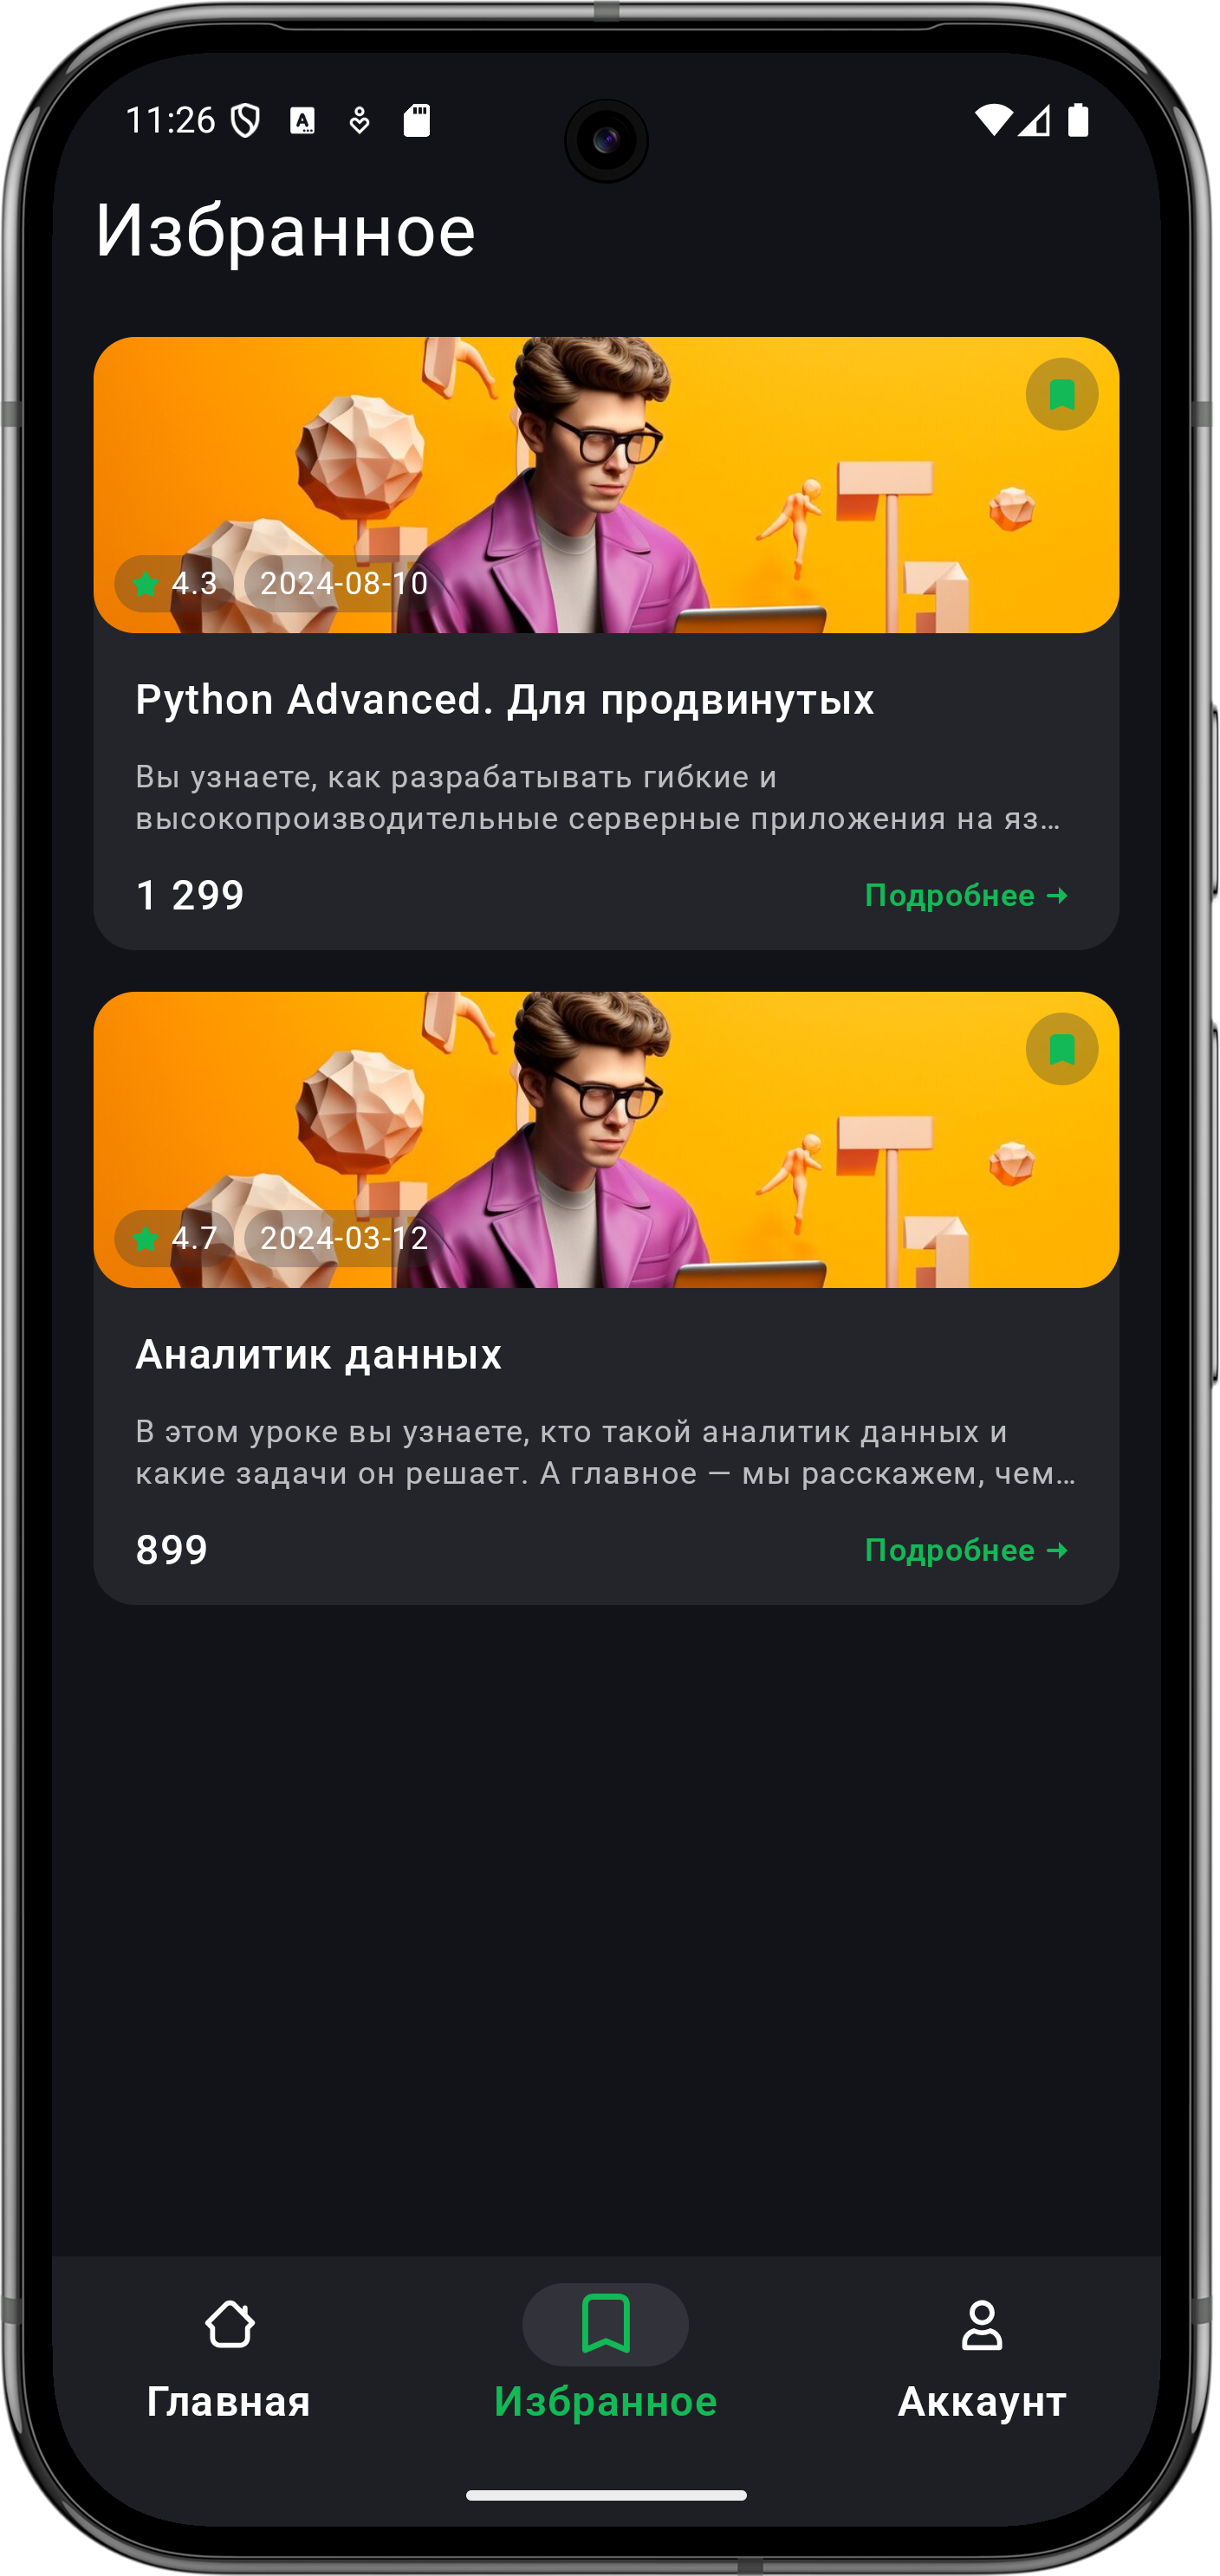 11:26
Избранное
4.3 2024-08-10
Python Advanced. Для продвинутых
Вы узнаете, как разрабатывать гибкие и
высокопроизводительные серверные приложения на яз…
1 299 Подробнее →
4.7 2024-03-12
Аналитик данных
В этом уроке вы узнаете, кто такой аналитик данных и
какие задачи он решает. А главное — мы расскажем, чем…
899 Подробнее →
Главная Избранное Аккаунт